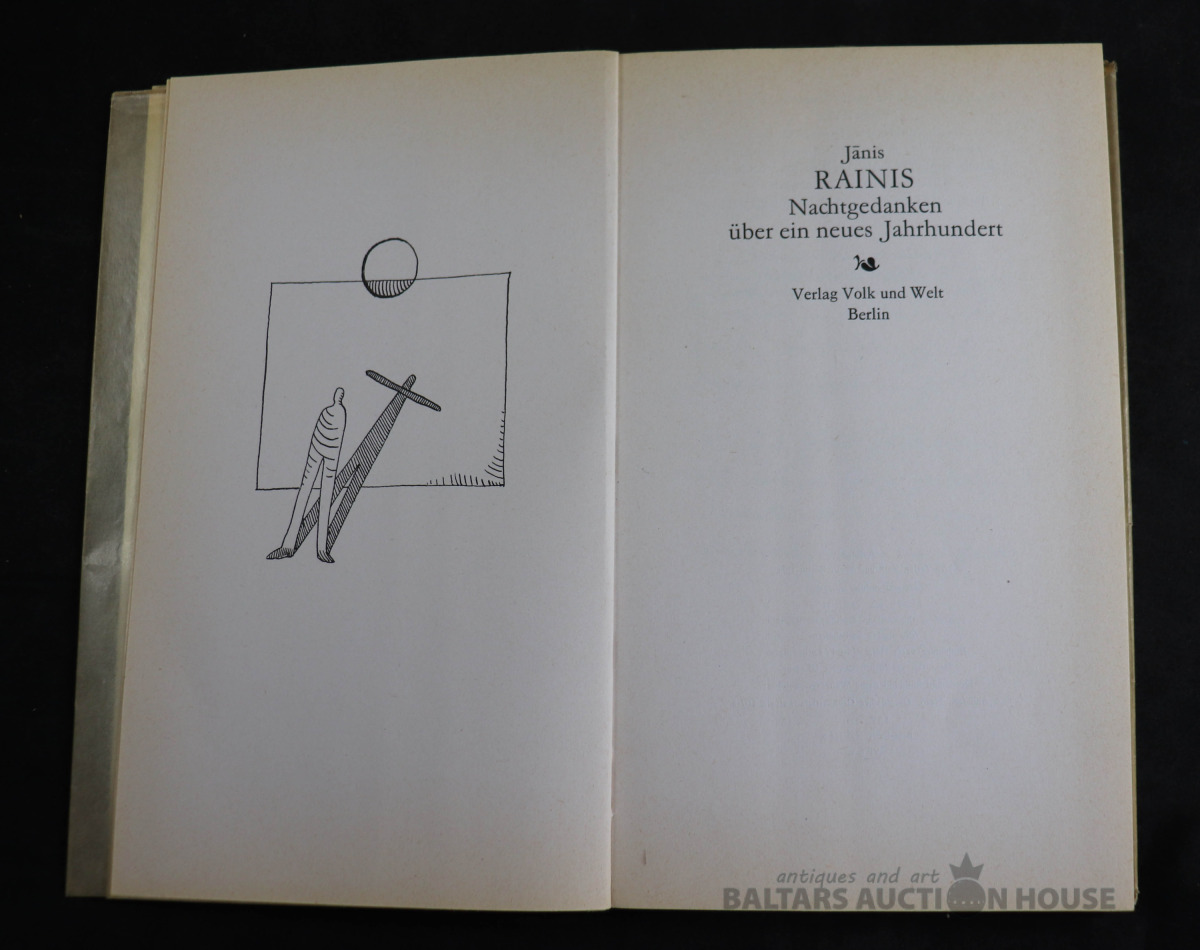 Jānis
RAINIS
Nachtgedanken
über ein neues Jahrhundert
Verlag Volk und Welt
Berlin
antiques and art
BALTARS AUCTION HOUSE